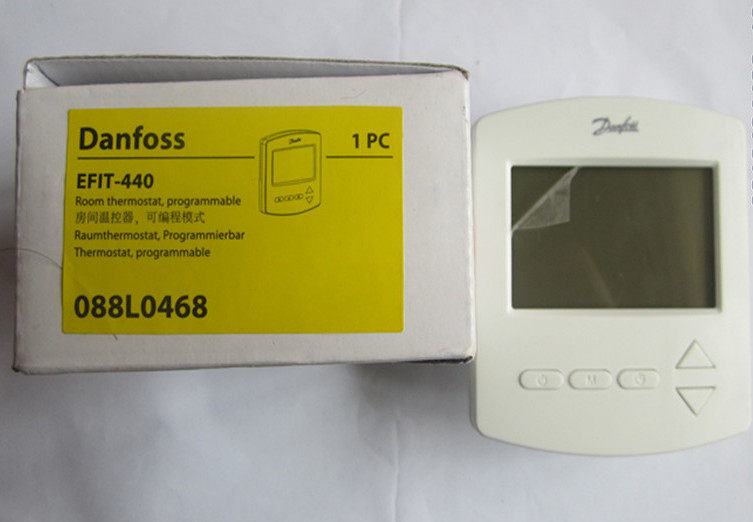 Danfoss
1 PC
EFIT-440
Room thermostat, programmable
房间温控器，可编程模式
Raumthermostat, Programmierbar
Thermostat, programmable
088L0468
Danfoss
M